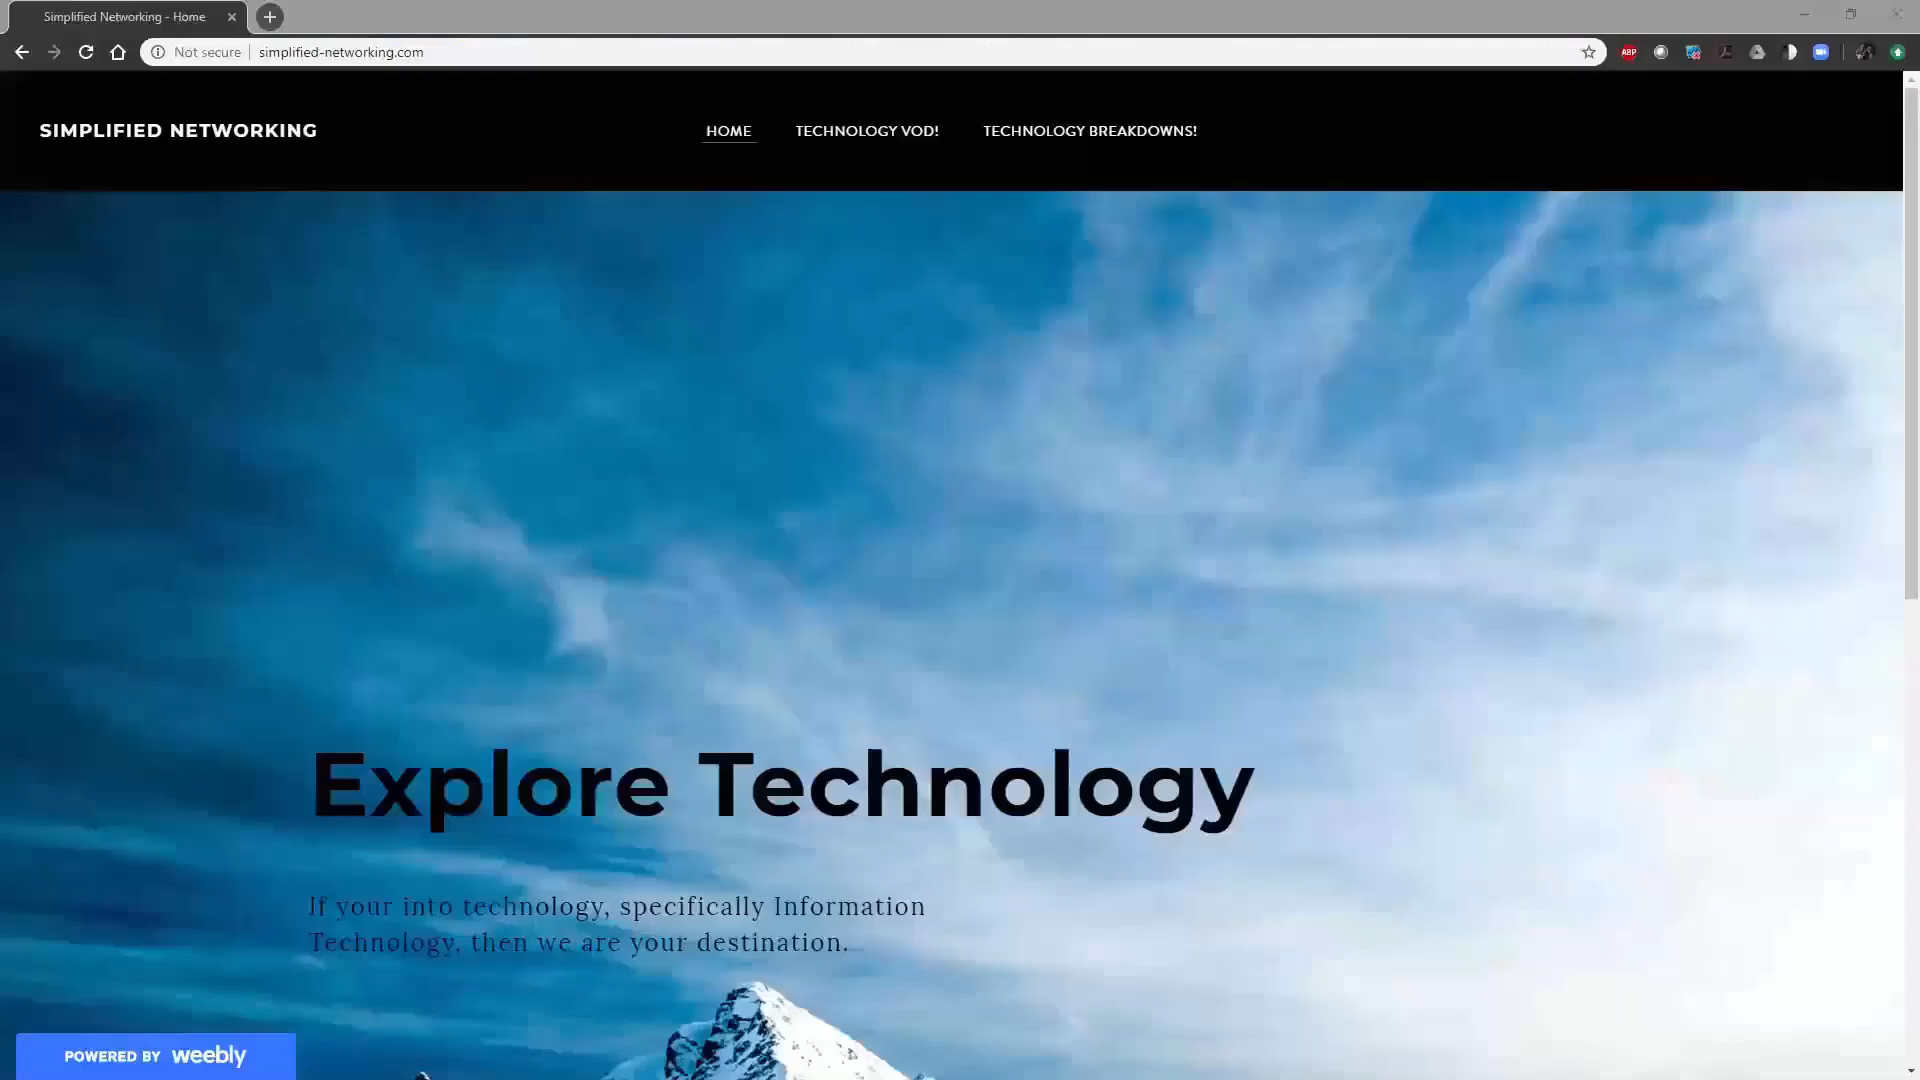 Simplified Networking - Home
Not secure
simplified-networking.com
ABP
SIMPLIFIED NETWORKING
HOME
TECHNOLOGY VOD!
TECHNOLOGY BREAKDOWNS!
Explore Technology
If your into technology, specifically Information
Technology, then we are your destination.
POWERED BY weebly